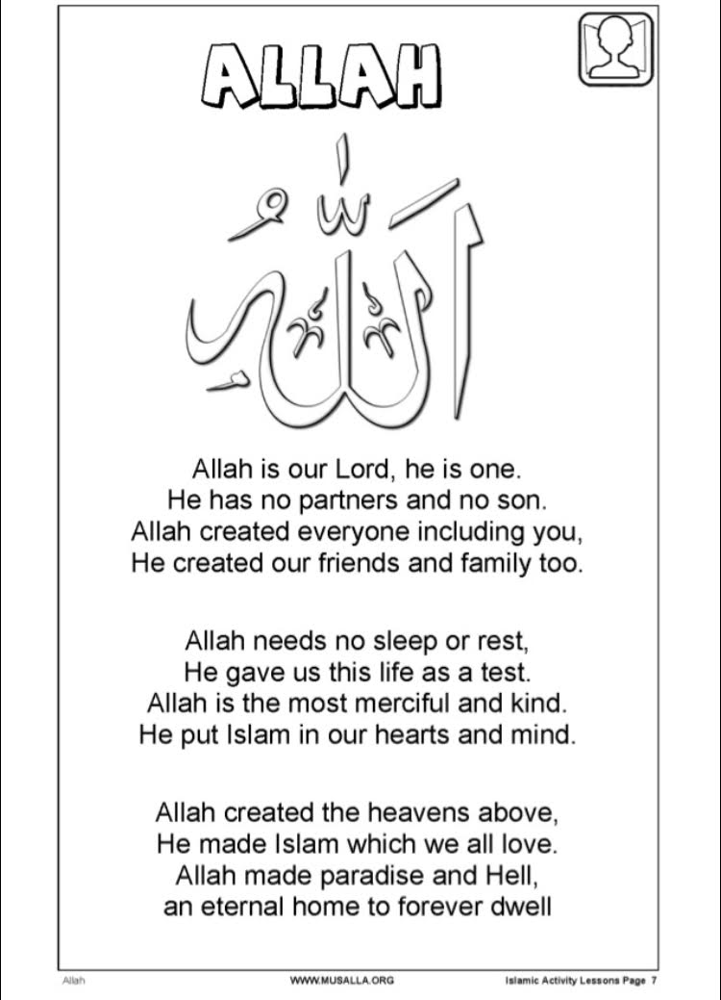 ALLAH
اللّٰهُ
Allah is our Lord, he is one.
He has no partners and no son.
Allah created everyone including you,
He created our friends and family too.
Allah needs no sleep or rest,
He gave us this life as a test.
Allah is the most merciful and kind.
He put Islam in our hearts and mind.
Allah created the heavens above,
He made Islam which we all love.
Allah made paradise and Hell,
an eternal home to forever dwell
Allah WWW.MUSALLA.ORG Islamic Activity Lessons Page 7